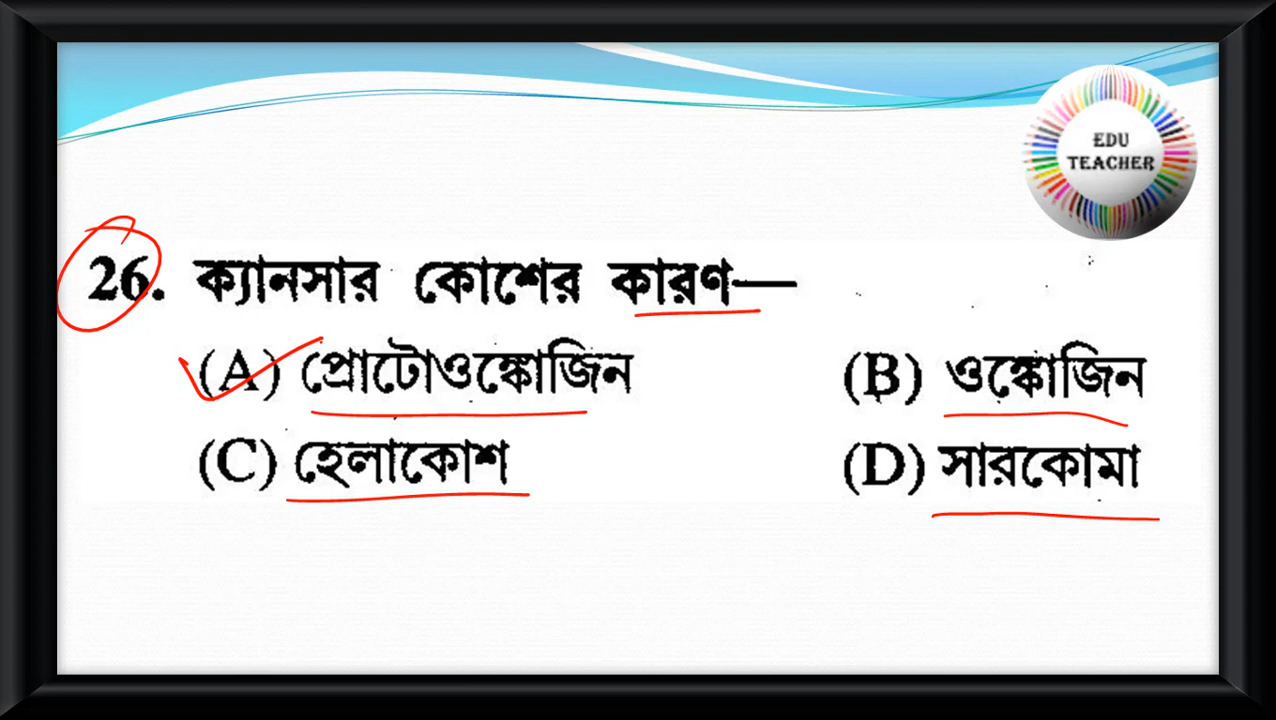 EDU
TEACHER
26. ক্যানসার কোশের কারণ—
(A) প্রোটোওঙ্কোজিন (B) ওঙ্কোজিন
(C) হেলাকোশ (D) সারকোমা